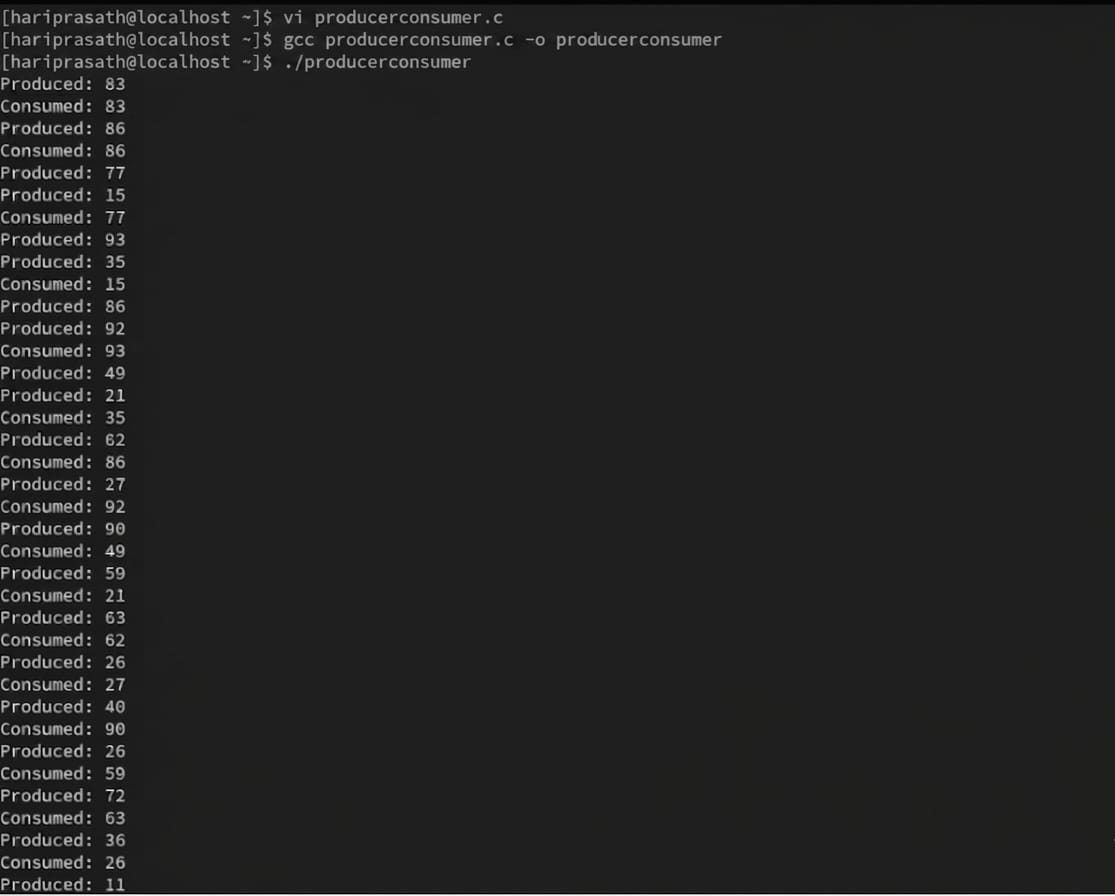 [hariprasath@localhost ~]$ vi producerconsumer.c
[hariprasath@localhost ~]$ gcc producerconsumer.c -o producerconsumer
[hariprasath@localhost ~]$ ./producerconsumer
Produced: 83
Consumed: 83
Produced: 86
Consumed: 86
Produced: 77
Produced: 15
Consumed: 77
Produced: 93
Produced: 35
Consumed: 15
Produced: 86
Produced: 92
Consumed: 93
Produced: 49
Produced: 21
Consumed: 35
Produced: 62
Consumed: 86
Produced: 27
Consumed: 92
Produced: 90
Consumed: 49
Produced: 59
Consumed: 21
Produced: 63
Consumed: 62
Produced: 26
Consumed: 27
Produced: 40
Consumed: 90
Produced: 26
Consumed: 59
Produced: 72
Consumed: 63
Produced: 36
Consumed: 26
Produced: 11